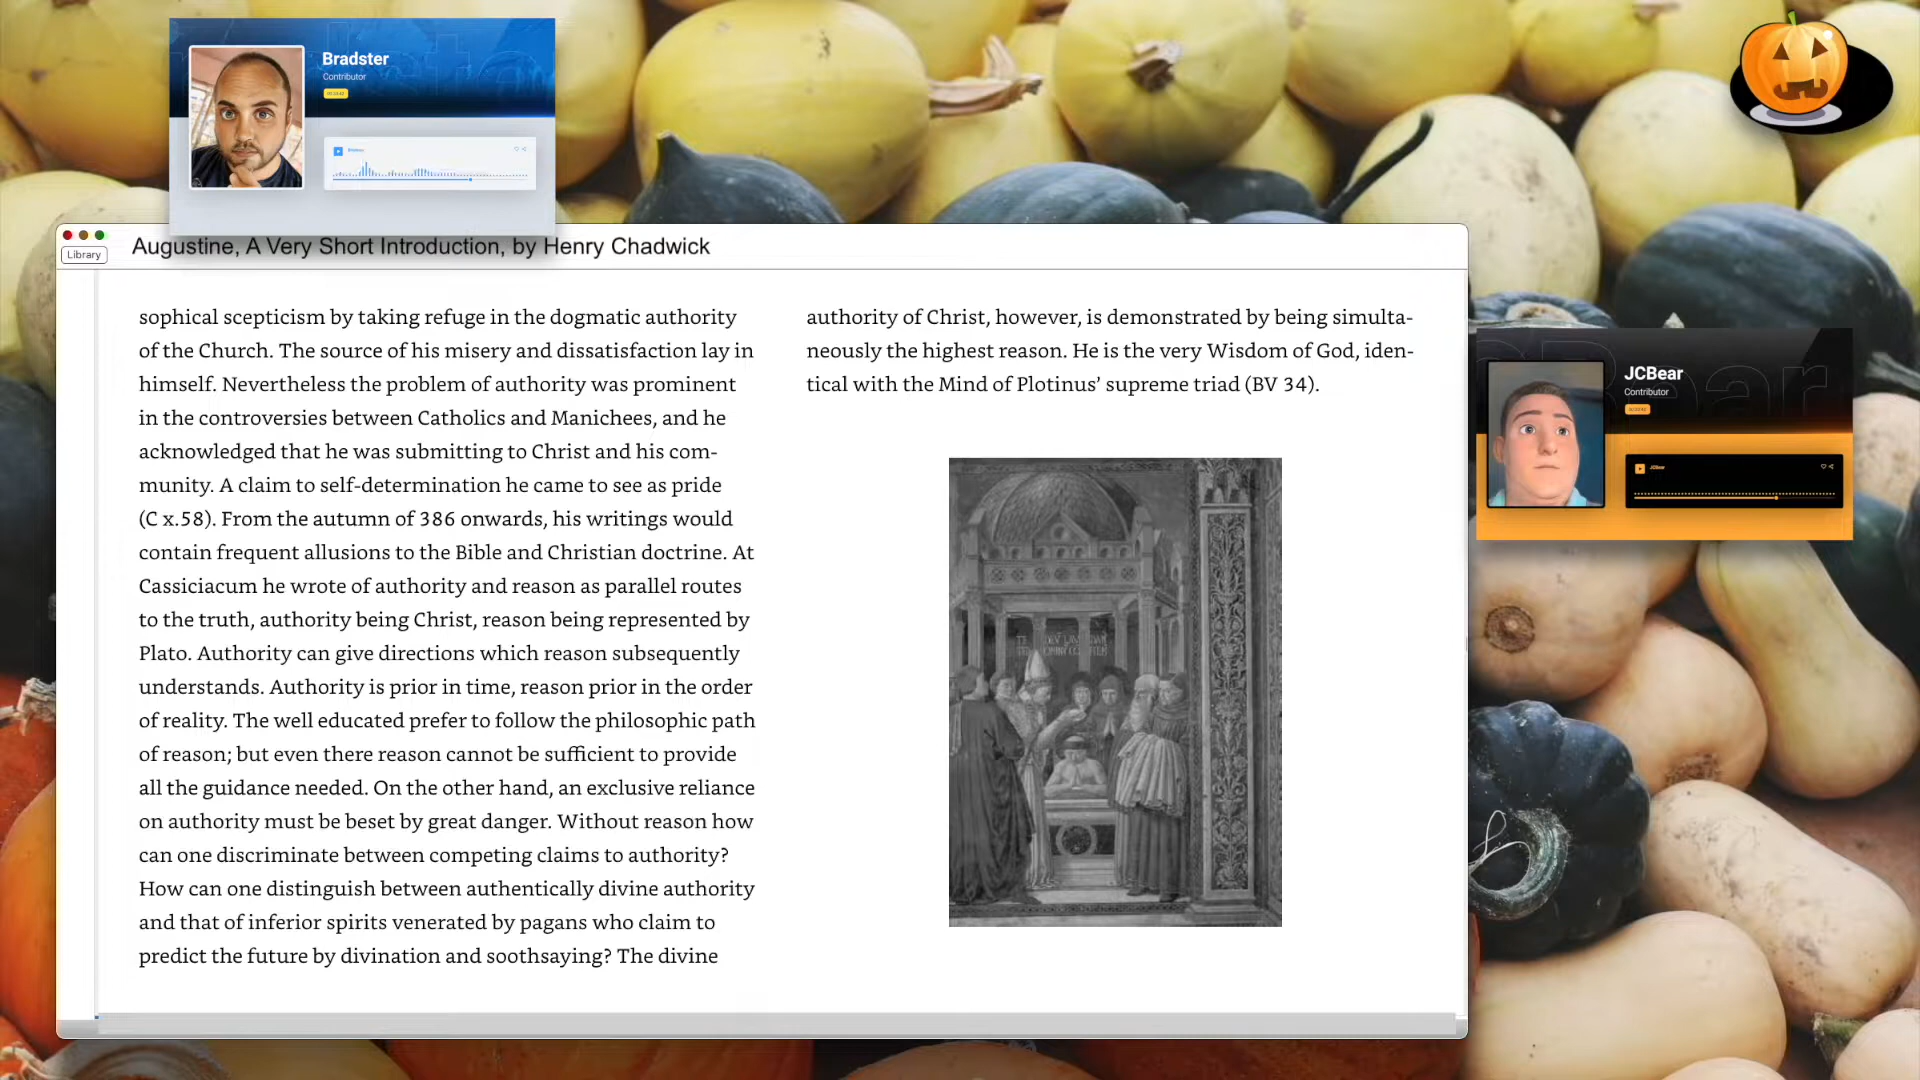 Bradster
Contributor
Augustine, A Very Short Introduction, by Henry Chadwick
Library
sophical scepticism by taking refuge in the dogmatic authority
of the Church. The source of his misery and dissatisfaction lay in
himself. Nevertheless the problem of authority was prominent
in the controversies between Catholics and Manichees, and he
acknowledged that he was submitting to Christ and his com-
munity. A claim to self-determination he came to see as pride
(C x.58). From the autumn of 386 onwards, his writings would
contain frequent allusions to the Bible and Christian doctrine. At
Cassiciacum he wrote of authority and reason as parallel routes
to the truth, authority being Christ, reason being represented by
Plato. Authority can give directions which reason subsequently
understands. Authority is prior in time, reason prior in the order
of reality. The well educated prefer to follow the philosophic path
of reason; but even there reason cannot be sufficient to provide
all the guidance needed. On the other hand, an exclusive reliance
on authority must be beset by great danger. Without reason how
can one discriminate between competing claims to authority?
How can one distinguish between authentically divine authority
and that of inferior spirits venerated by pagans who claim to
predict the future by divination and soothsaying? The divine
authority of Christ, however, is demonstrated by being simulta-
neously the highest reason. He is the very Wisdom of God, iden-
tical with the Mind of Plotinus’ supreme triad (BV 34).
JCBear
Contributor
JCBear